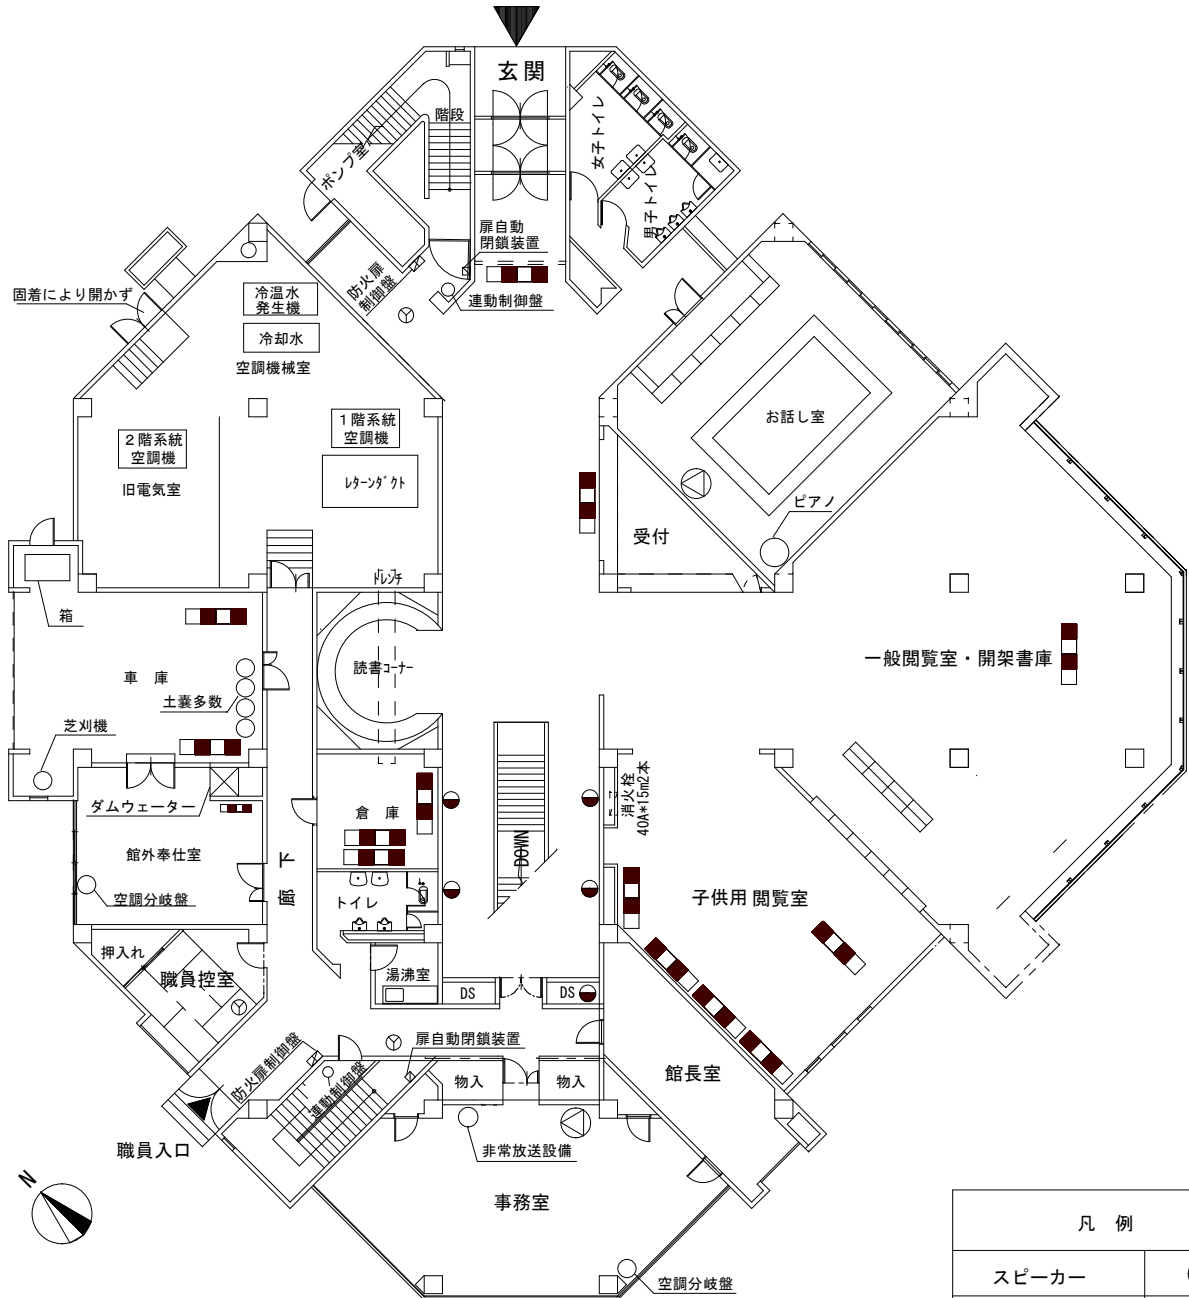 玄関
階段
ポンプ室
女子トイレ
男子トイレ
扉自動
閉鎖装置
防火扉
制御盤
連動制御盤
固着により開かず
冷温水
発生機
冷却水
空調機械室
1階系統
空調機
2階系統
空調機
旧電気室
ﾚﾀｰﾝﾀﾞｸﾄ
お話し室
ピアノ
受付
ﾄﾚﾝﾁ
箱
読書ｺｰﾅｰ
一般閲覧室・開架書庫
車 庫
土嚢多数
芝刈機
ダムウェーター
倉 庫
消火栓
40A*15m2本
DOWN
館外奉仕室
廊 下
空調分岐盤
トイレ
子供用 閲覧室
押入れ
職員控室
湯沸室
DS
DS
扉自動閉鎖装置
防火扉制御盤
連動制御盤
物入
物入
館長室
職員入口
非常放送設備
N
事務室
凡 例
スピーカー
空調分岐盤